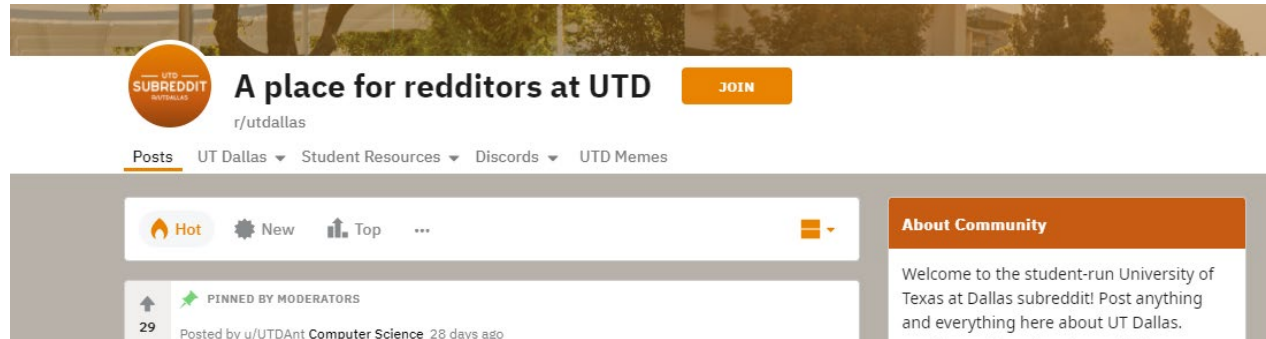 UTD
SUBREDDIT
R/UTDALLAS
A place for redditors at UTD
JOIN
r/utdallas
Posts UT Dallas Student Resources Discords UTD Memes
Hot New Top ...
About Community
Welcome to the student-run University of
Texas at Dallas subreddit! Post anything
and everything here about UT Dallas.
PINNED BY MODERATORS
29
Posted by u/UTDAnt Computer Science 28 days ago